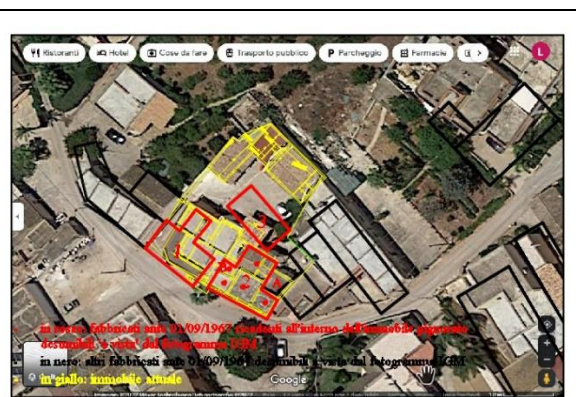 Ristoranti Hotel Cose da fare Trasporto pubblico Parcheggio Farmacie
L
in rosso: fabbricati ante 01/09/1967 all'interno dell'immobile pignorato
desumibili "a vista" dal fotogramma IGM
in nero: altri fabbricati ante 01/09/1967 desumibili a vista dal fotogramma IGM
in giallo: immobile attuale
Google